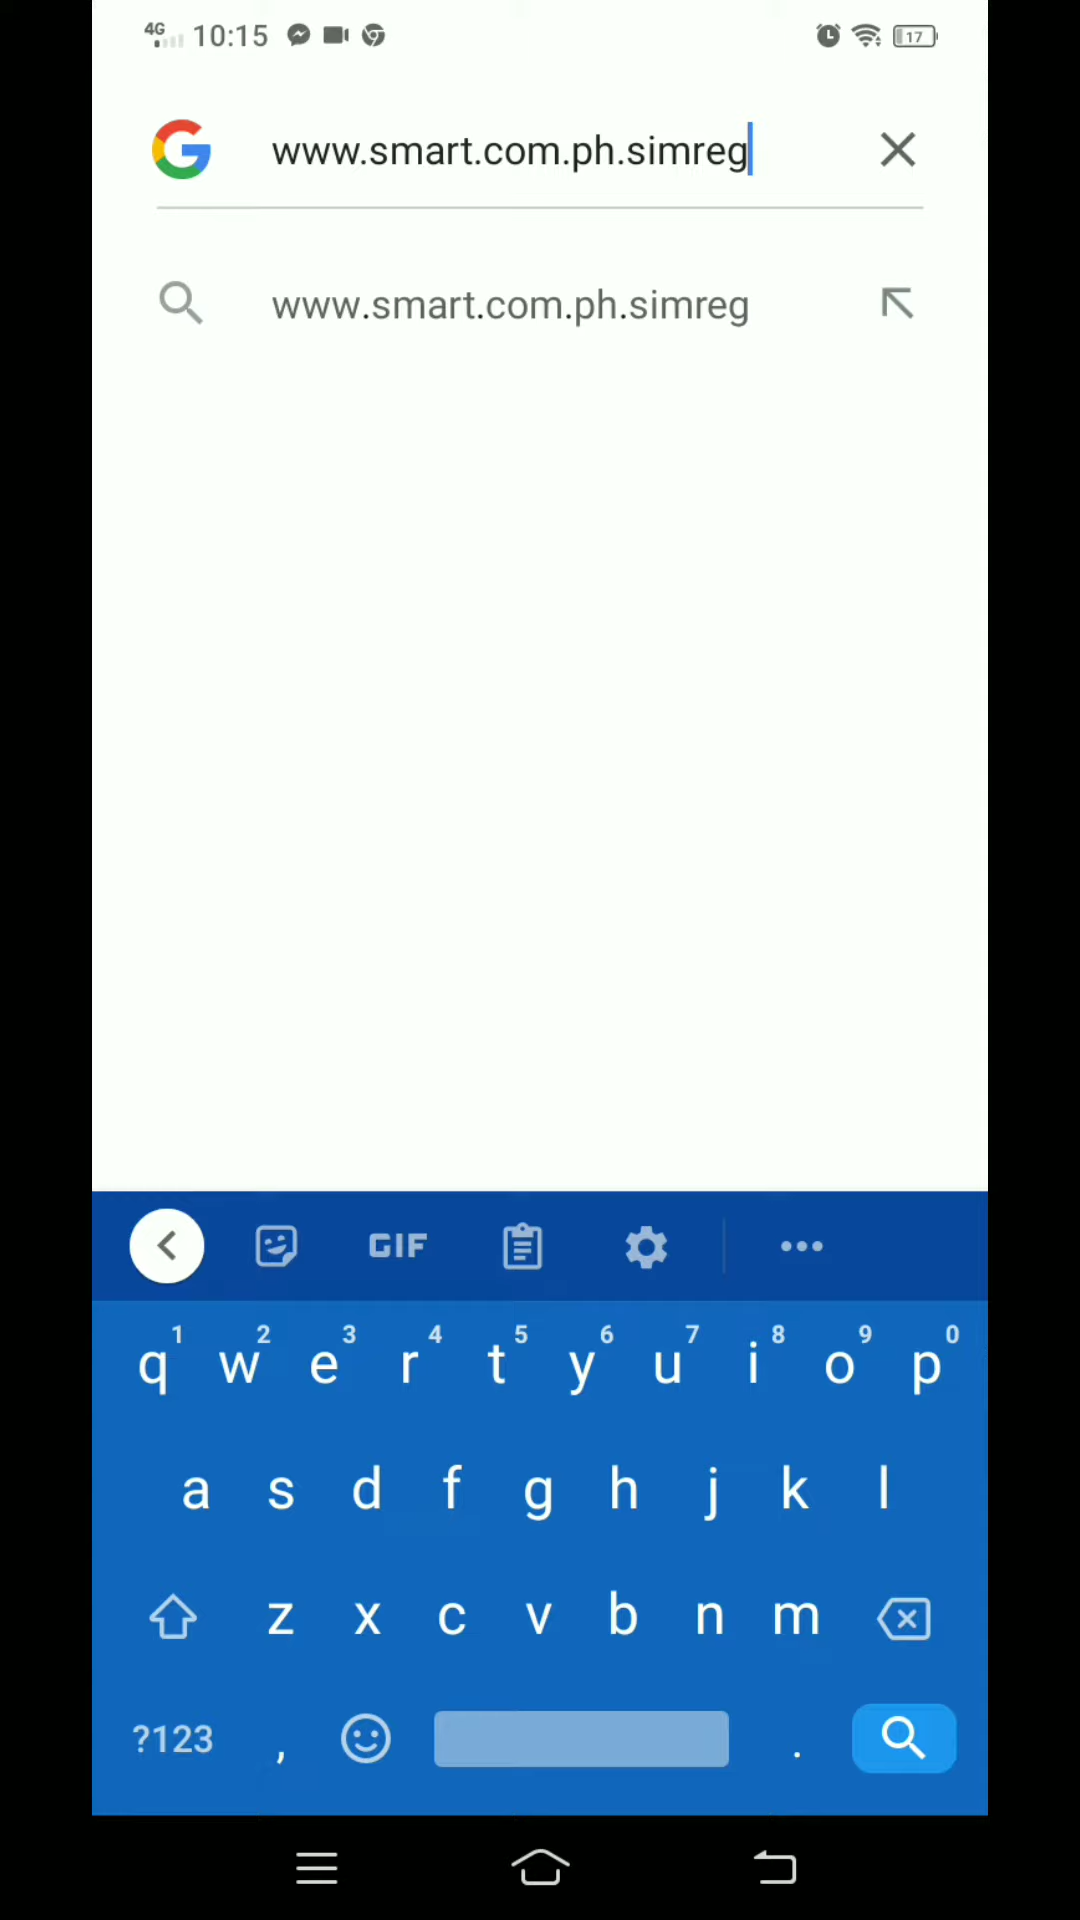 4G 10:15 17
www.smart.com.ph.simreg
www.smart.com.ph.simreg
GIF
1 2 3 4 5 6 7 8 9 0
q w e r t y u i o p
a s d f g h j k l
z x c v b n m
?123 , .